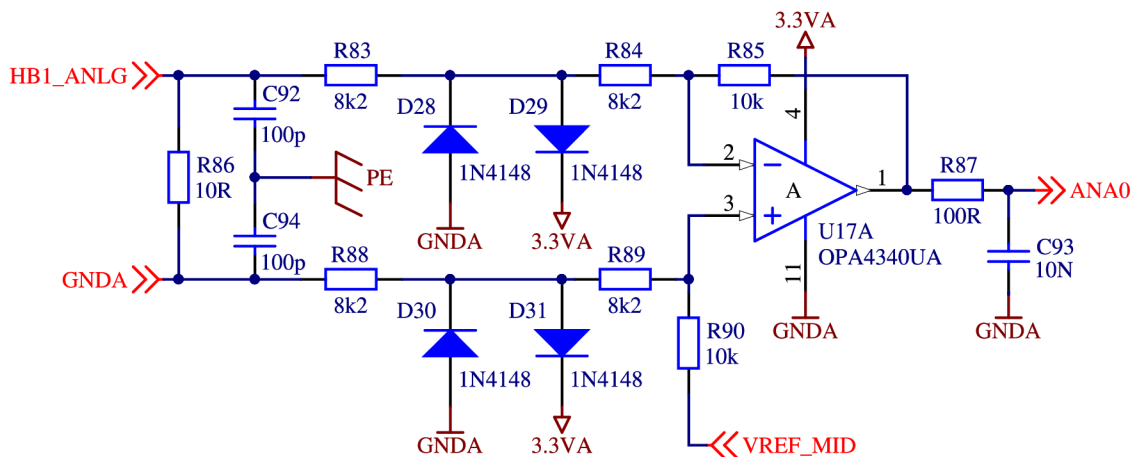 3.3VA
HB1_ANLG
R83
8k2
R84
8k2
R85
10k
C92
100p
D28
1N4148
D29
1N4148
4
R86
10R
PE
2
A
1
R87
100R
ANA0
3
GNDA
3.3VA
U17A
OPA4340UA
C94
100p
11
C93
10N
GNDA
R88
8k2
R89
8k2
D30
1N4148
D31
1N4148
R90
10k
GNDA
GNDA
GNDA
3.3VA
VREF_MID